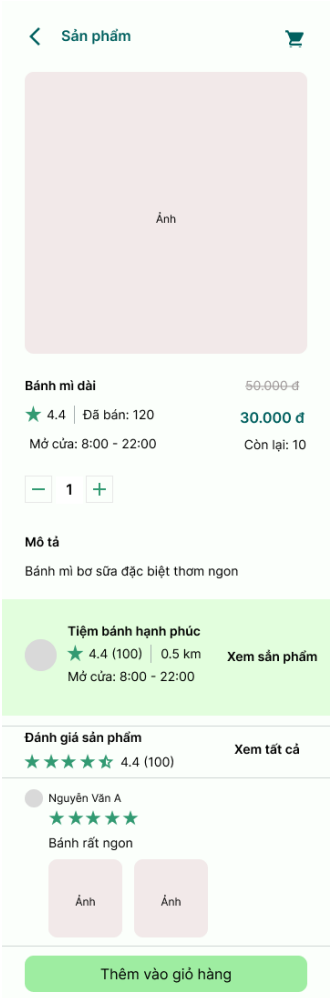 Sản phẩm
Ảnh
Bánh mì dài
50.000 đ
4.4
Đã bán: 120
30.000 đ
Mở cửa: 8:00 - 22:00
Còn lại: 10
1
Mô tả
Bánh mì bơ sữa đặc biệt thơm ngon
Tiệm bánh hạnh phúc
4.4 (100)
0.5 km
Xem sản phẩm
Mở cửa: 8:00 - 22:00
Đánh giá sản phẩm
4.4 (100)
Xem tất cả
Nguyễn Văn A
Bánh rất ngon
Ảnh
Ảnh
Thêm vào giỏ hàng